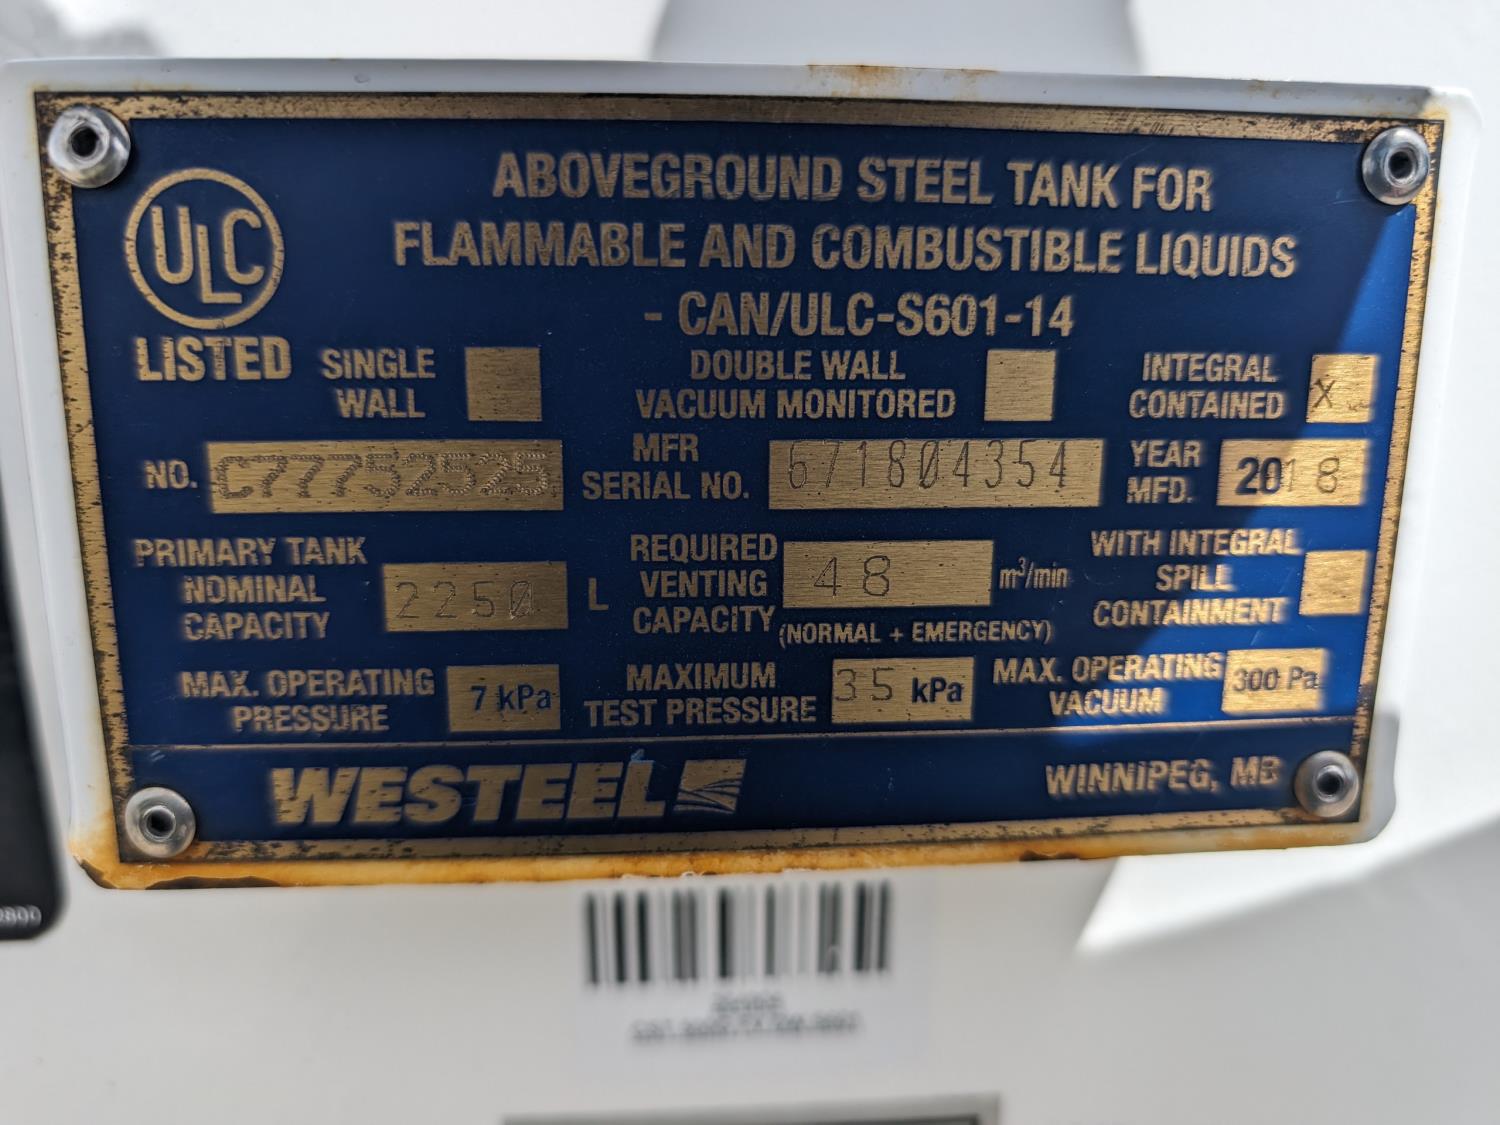 ABOVEGROUND STEEL TANK FOR
FLAMMABLE AND COMBUSTIBLE LIQUIDS
- CAN/ULC-S601-14
ULC
LISTED
SINGLE
WALL
DOUBLE WALL
VACUUM MONITORED
INTEGRAL
CONTAINED X
NO. C77752525
MFR
SERIAL NO. 671804354
YEAR
MFD. 2018
PRIMARY TANK
NOMINAL
CAPACITY 2250 L
REQUIRED
VENTING
CAPACITY 48 m³/min
(NORMAL + EMERGENCY)
WITH INTEGRAL
SPILL
CONTAINMENT
MAX. OPERATING
PRESSURE 7 kPa
MAXIMUM
TEST PRESSURE 35 kPa
MAX. OPERATING
VACUUM 300 Pa
WESTEEL
WINNIPEG, MB